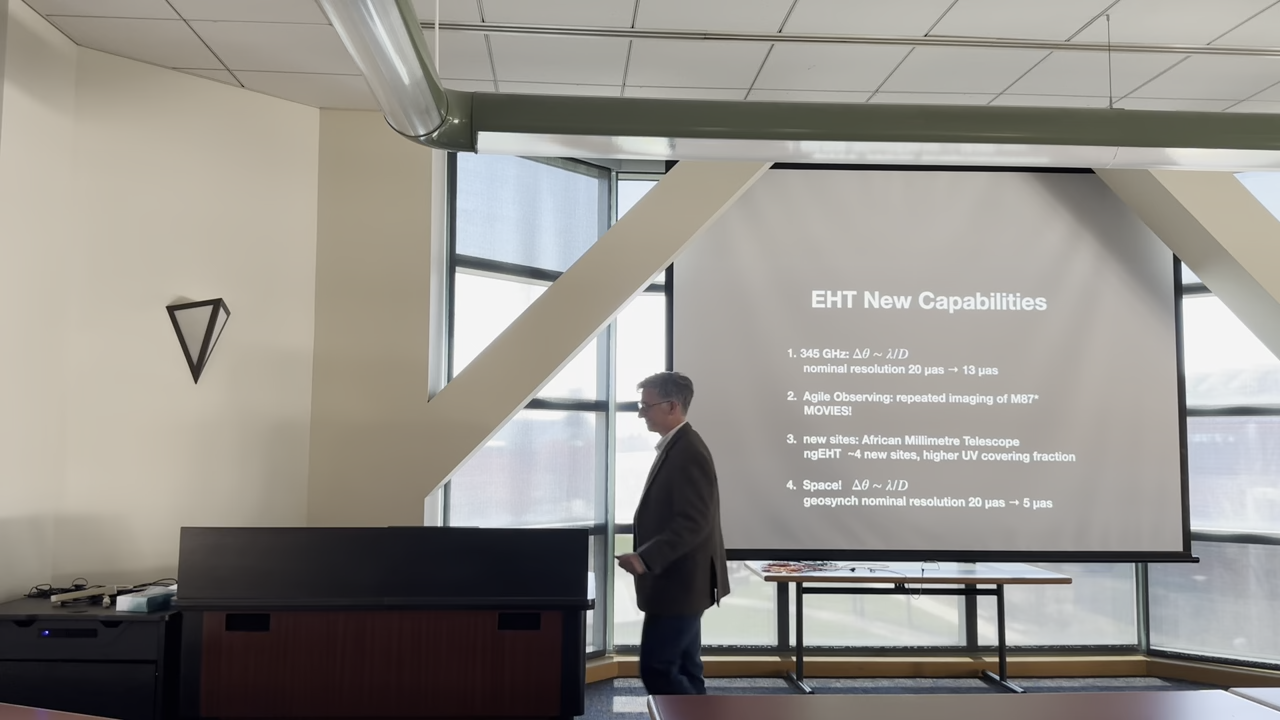 EHT New Capabilities
1. 345 GHz: Δθ ~ λ/D
nominal resolution 20 μas → 13 μas
2. Agile Observing: repeated imaging of M87*
MOVIES!
3. new sites: African Millimetre Telescope
ngEHT ~4 new sites, higher UV covering fraction
4. Space! Δθ ~ λ/D
geosynch nominal resolution 20 μas → 5 μas